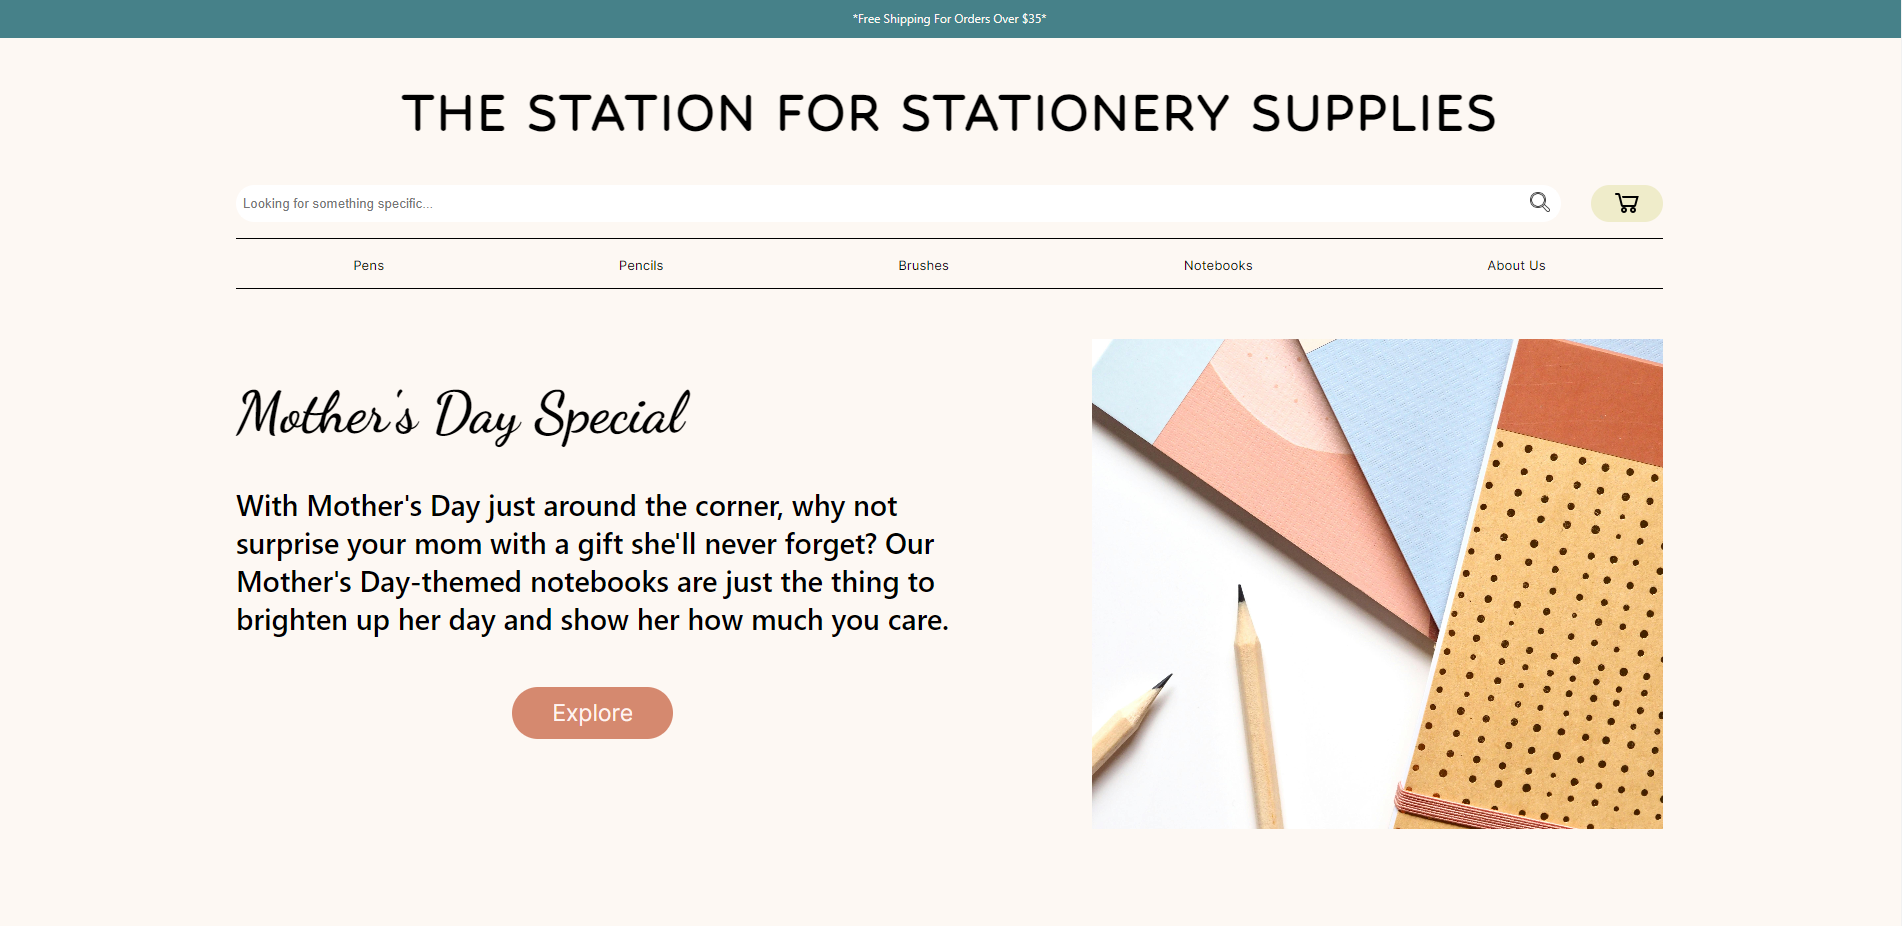 *Free Shipping For Orders Over $35*
THE STATION FOR STATIONERY SUPPLIES
Looking for something specific...
Pens
Pencils
Brushes
Notebooks
About Us
Mother's Day Special
With Mother's Day just around the corner, why not
surprise your mom with a gift she'll never forget? Our
Mother's Day-themed notebooks are just the thing to
brighten up her day and show her how much you care.
Explore